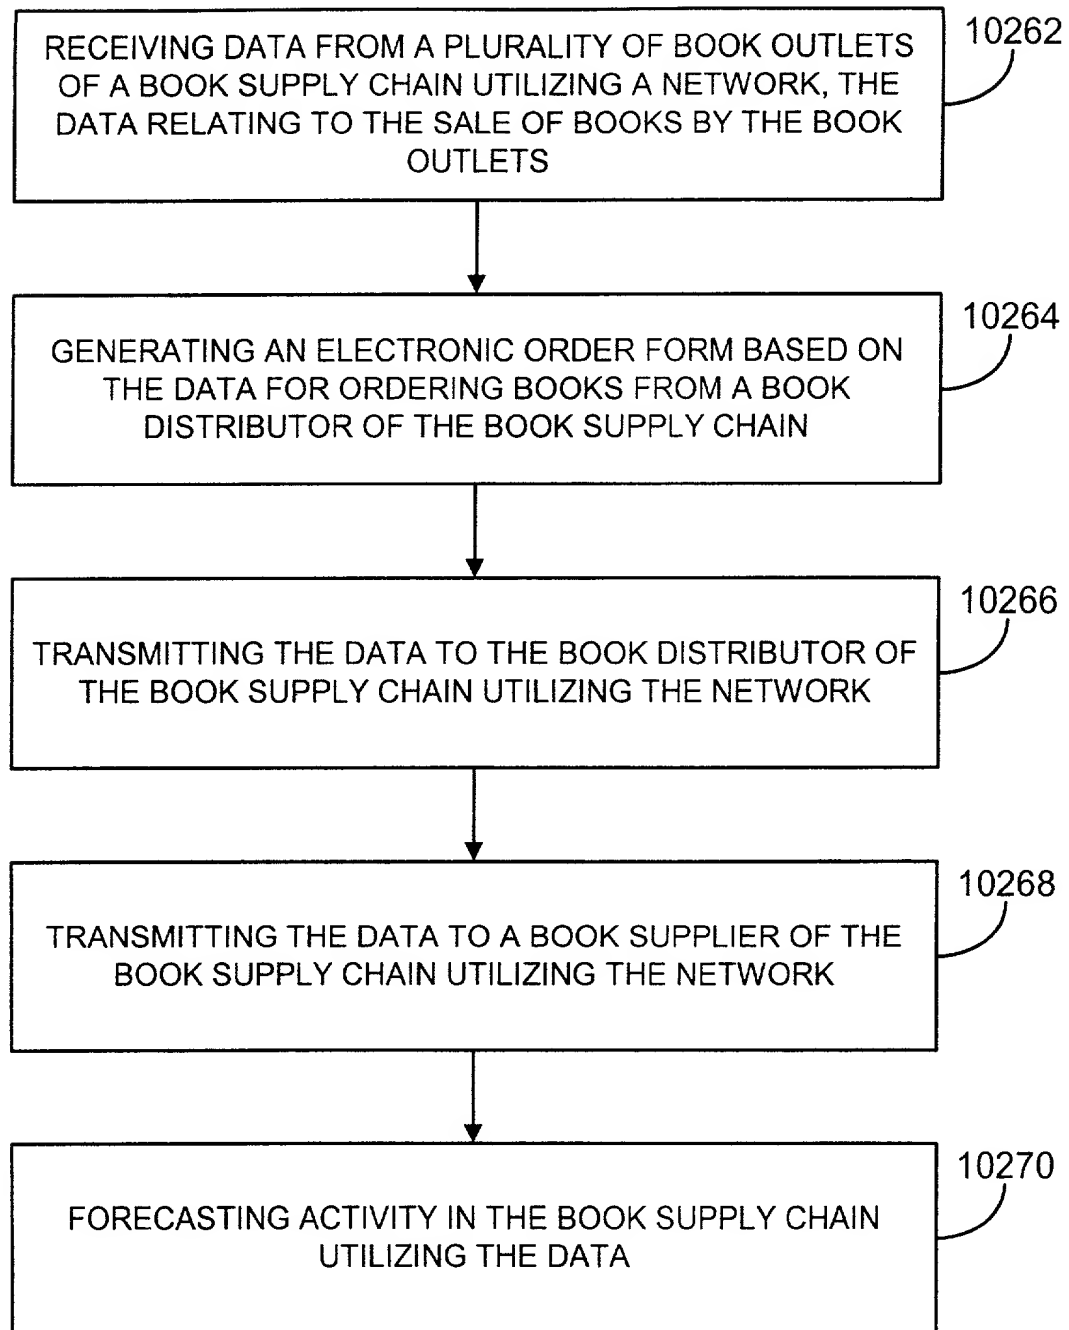 RECEIVING DATA FROM A PLURALITY OF BOOK OUTLETS
OF A BOOK SUPPLY CHAIN UTILIZING A NETWORK, THE
DATA RELATING TO THE SALE OF BOOKS BY THE BOOK
OUTLETS
10262
GENERATING AN ELECTRONIC ORDER FORM BASED ON
THE DATA FOR ORDERING BOOKS FROM A BOOK
DISTRIBUTOR OF THE BOOK SUPPLY CHAIN
10264
TRANSMITTING THE DATA TO THE BOOK DISTRIBUTOR OF
THE BOOK SUPPLY CHAIN UTILIZING THE NETWORK
10266
TRANSMITTING THE DATA TO A BOOK SUPPLIER OF THE
BOOK SUPPLY CHAIN UTILIZING THE NETWORK
10268
FORECASTING ACTIVITY IN THE BOOK SUPPLY CHAIN
UTILIZING THE DATA
10270